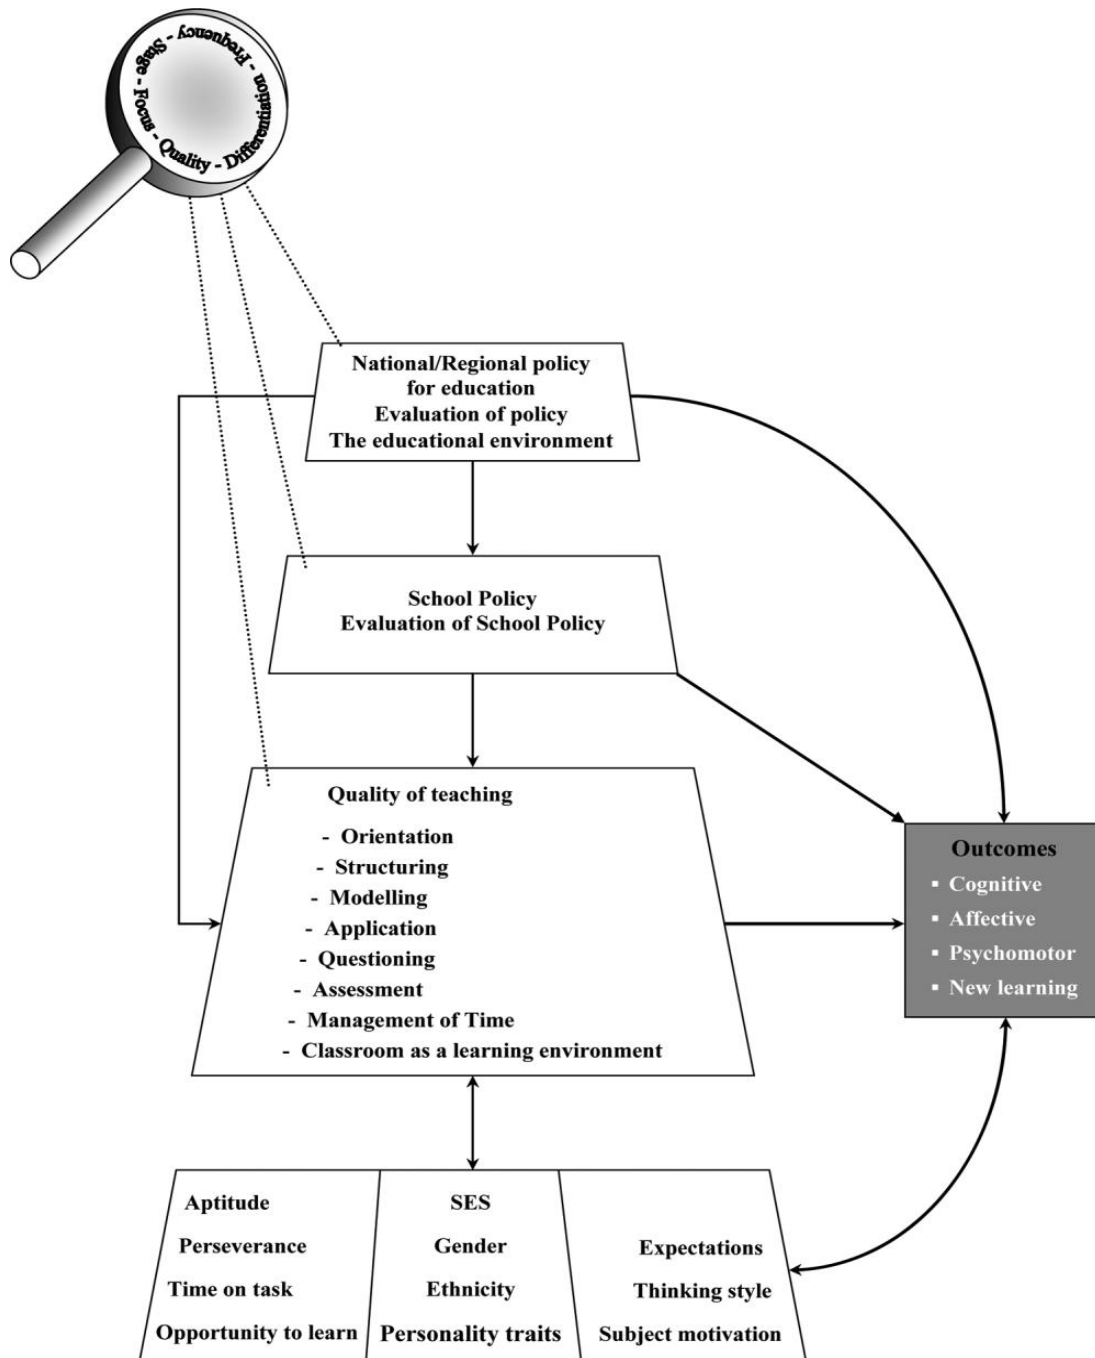 Frequency - Differentiation - Quality - Focus - Stage -
National/Regional policy
for education
Evaluation of policy
The educational environment
School Policy
Evaluation of School Policy
Quality of teaching
- Orientation
- Structuring
- Modelling
- Application
- Questioning
- Assessment
- Management of Time
- Classroom as a learning environment
Outcomes
▪ Cognitive
▪ Affective
▪ Psychomotor
▪ New learning
Aptitude
Perseverance
Time on task
Opportunity to learn
SES
Gender
Ethnicity
Personality traits
Expectations
Thinking style
Subject motivation